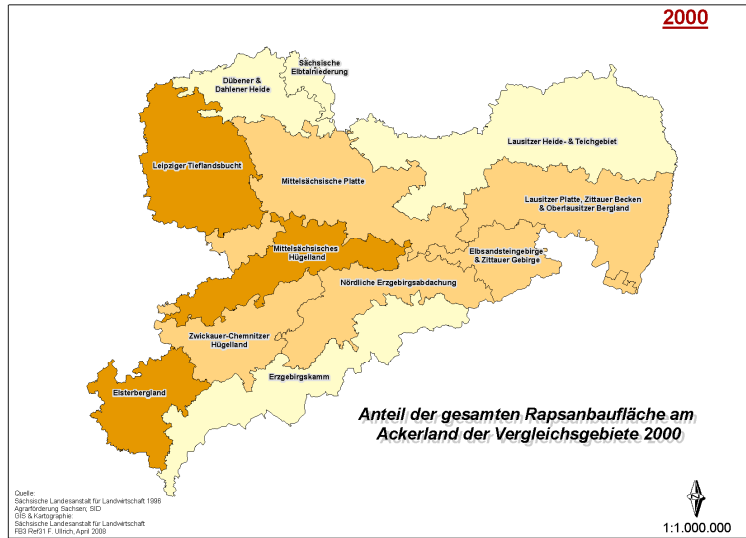 2000
Sächsische
Elbtalniederung
Dübener &
Dahlener Heide
Lausitzer Heide- & Teichgebiet
Leipziger Tieflandsbucht
Mittelsächsische Platte
Lausitzer Platte, Zittauer Becken
& Oberlausitzer Bergland
Mittelsächsisches
Hügelland
Elbsandsteingebirge
& Zittauer Gebirge
Nördliche Erzgebirgsabdachung
Zwickauer-Chemnitzer
Hügelland
Erzgebirgskamm
Elsterbergland
Anteil der gesamten Rapsanbaufläche am
Ackerland der Vergleichsgebiete 2000
Quelle:
Sächsische Landesanstalt für Landwirtschaft 1996
Agrarförderung Sachsen; SID
GIS & Kartographie:
Sächsische Landesanstalt für Landwirtschaft
FB3 Ref31 F. Ullrich, April 2008
1:1.000.000